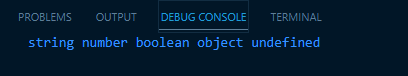 PROBLEMS OUTPUT DEBUG CONSOLE TERMINAL
string number boolean object undefined